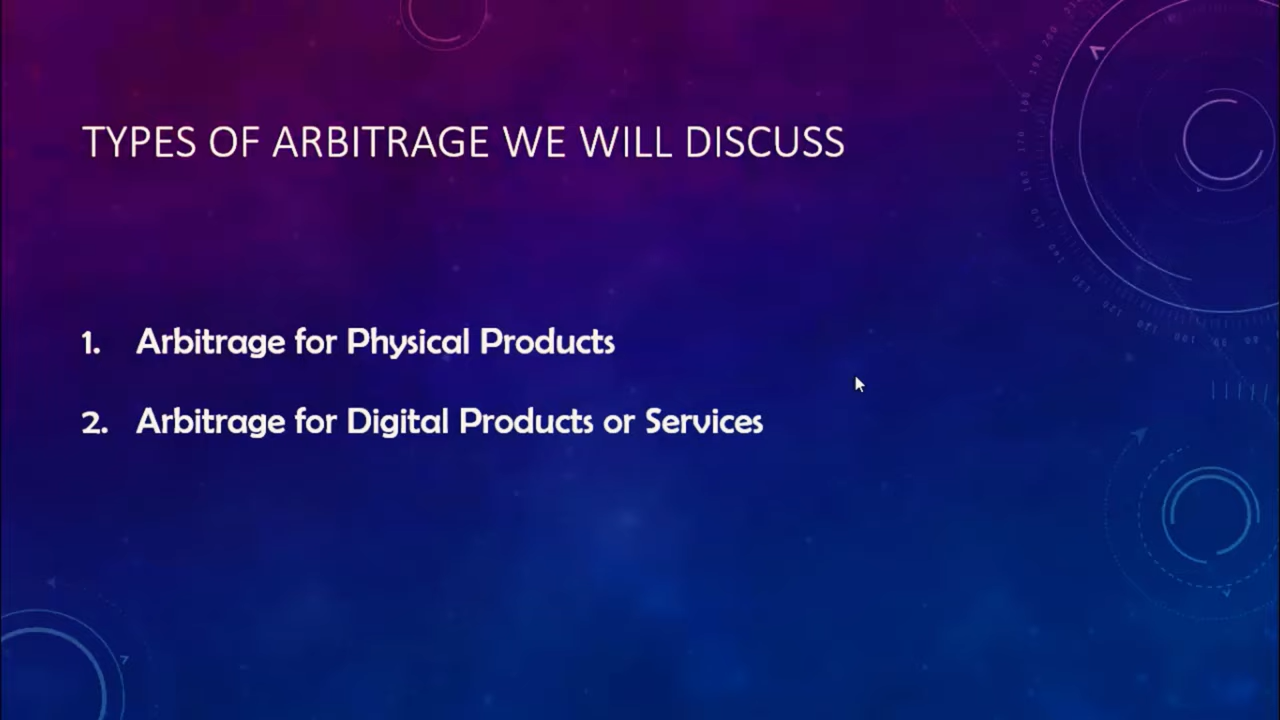 TYPES OF ARBITRAGE WE WILL DISCUSS
1. Arbitrage for Physical Products
2. Arbitrage for Digital Products or Services